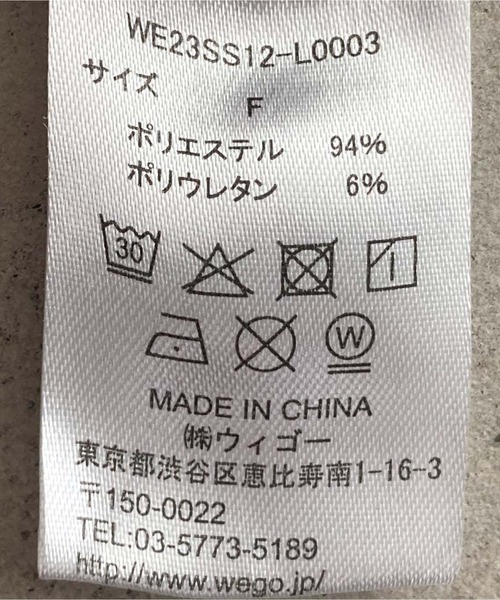 WE23SS12-L0003
サイズ
F
ポリエステル 94%
ポリウレタン 6%
30
W
MADE IN CHINA
㈱ウィゴー
東京都渋谷区恵比寿南1-16-3
〒150-0022
TEL:03-5773-5189
http://www.wego.jp/